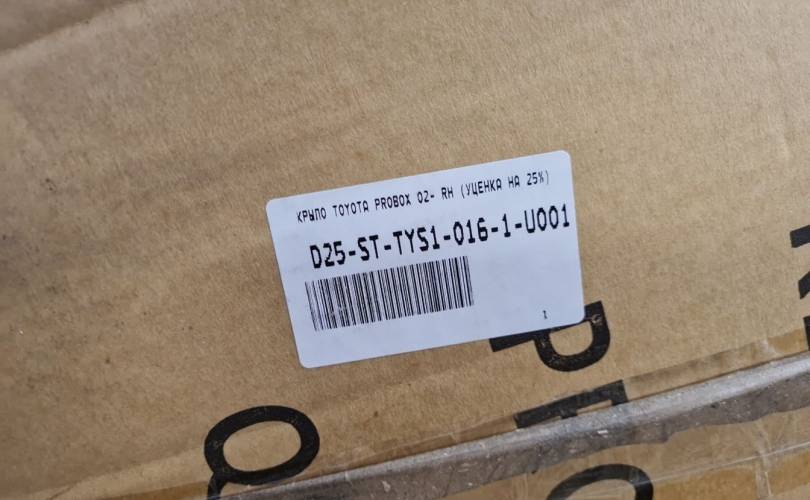 КРЫЛО TOYOTA PROBOX 02- RH (УЦЕНКА НА 25%)
D25-ST-TYS1-016-1-U001